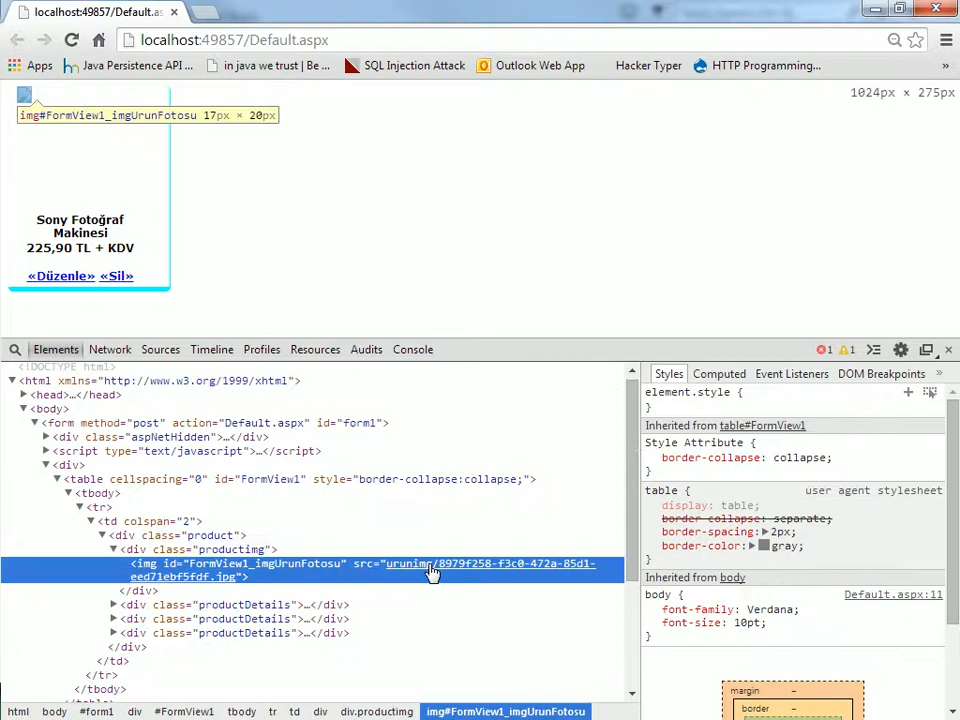 localhost:49857/Default.as
localhost:49857/Default.aspx
Apps Java Persistence API ... in java we trust | Be ... SQL Injection Attack Outlook Web App Hacker Typer HTTP Programming... »
1024px × 275px
img#FormView1_imgUrunFotosu 17px × 20px
Sony Fotoğraf
Makinesi
225,90 TL + KDV
«Düzenle» «Sil»
Elements Network Sources Timeline Profiles Resources Audits Console 1 1
<!DOCTYPE html>
<html xmlns="http://www.w3.org/1999/xhtml">
<head>…</head>
<body>
<form method="post" action="Default.aspx" id="form1">
<div class="aspNetHidden">…</div>
<script type="text/javascript">…</script>
<div>
<table cellspacing="0" id="FormView1" style="border-collapse:collapse;">
<tbody>
<tr>
<td colspan="2">
<div class="product">
<div class="productimg">
<img id="FormView1_imgUrunFotosu" src="urunimg/8979f258-f3c0-472a-85d1-
eed71ebf5fdf.jpg">
</div>
<div class="productDetails">…</div>
<div class="productDetails">…</div>
<div class="productDetails">…</div>
</div>
</td>
</tr>
</tbody>
html body #form1 div #FormView1 tbody tr td div div.productimg img#FormView1_imgUrunFotosu
Styles Computed Event Listeners DOM Breakpoints »
element.style {
}
Inherited from table#FormView1
Style Attribute {
border-collapse: collapse;
}
table { user agent stylesheet
display: table;
border-collapse: separate;
border-spacing: 2px;
border-color: gray;
}
Inherited from body
body { Default.aspx:11
font-family: Verdana;
font-size: 10pt;
}
margin –
border –